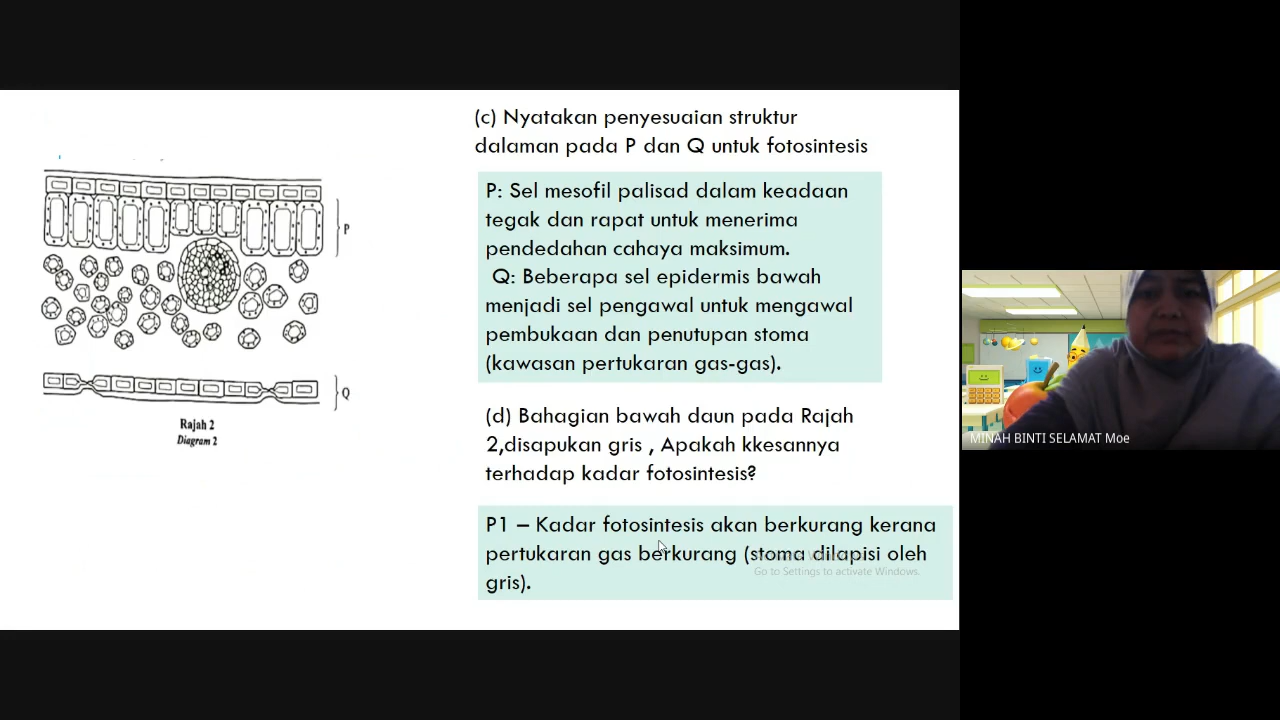 (c) Nyatakan penyesuaian struktur
dalaman pada P dan Q untuk fotosintesis
P: Sel mesofil palisad dalam keadaan
tegak dan rapat untuk menerima
pendedahan cahaya maksimum.
Q: Beberapa sel epidermis bawah
menjadi sel pengawal untuk mengawal
pembukaan dan penutupan stoma
(kawasan pertukaran gas-gas).
(d) Bahagian bawah daun pada Rajah
2,disapukan gris , Apakah kkesannya
terhadap kadar fotosintesis?
P1 – Kadar fotosintesis akan berkurang kerana
pertukaran gas berkurang (stoma dilapisi oleh
gris).
Go to Settings to activate Windows.
P
Q
Rajah 2
Diagram 2
MINAH BINTI SELAMAT Moe